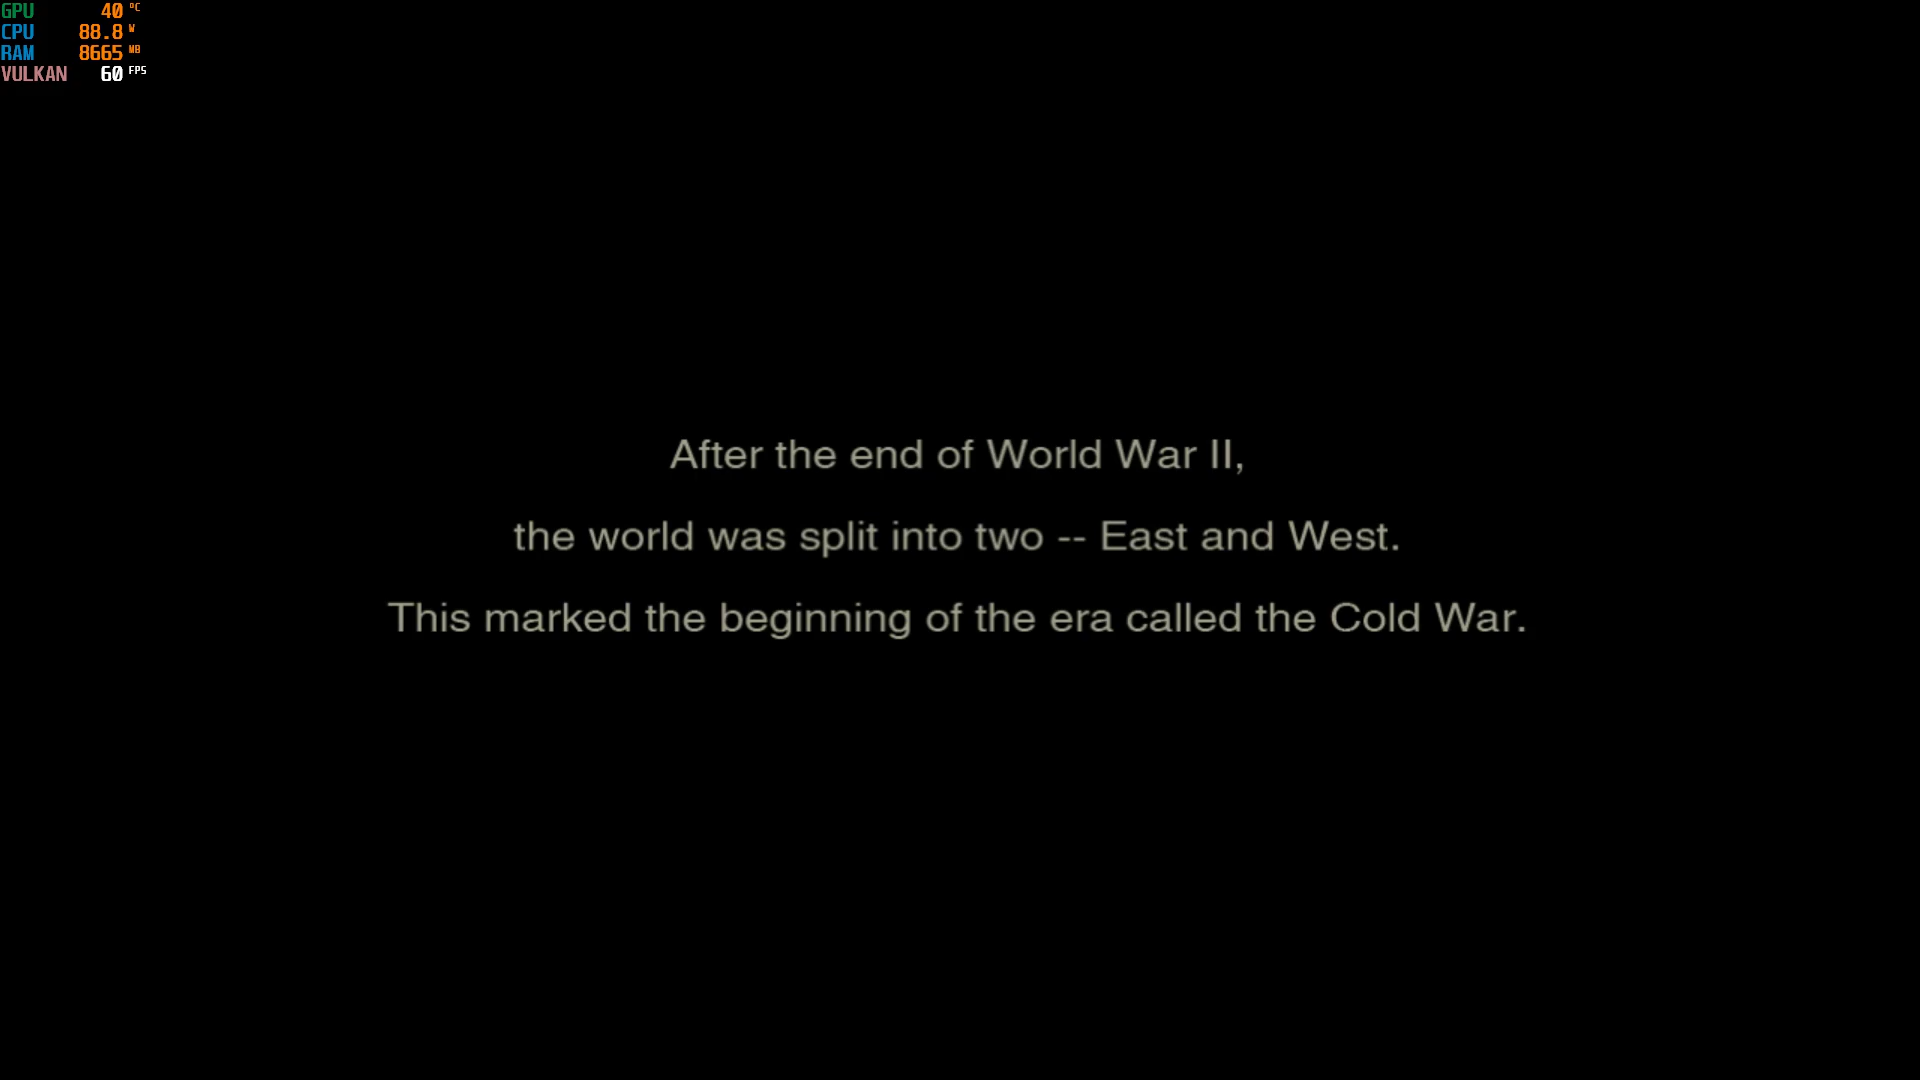 GPU 40 °C
CPU 88.8 W
RAM 8665 MB
VULKAN 60 FPS
After the end of World War II,
the world was split into two -- East and West.
This marked the beginning of the era called the Cold War.